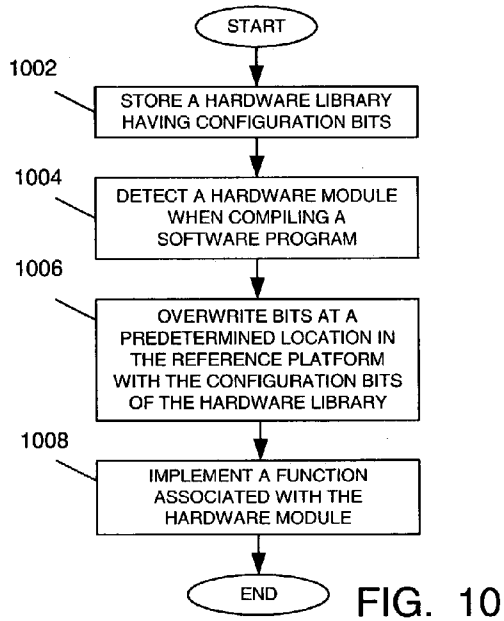 START
1002
STORE A HARDWARE LIBRARY
HAVING CONFIGURATION BITS
1004
DETECT A HARDWARE MODULE
WHEN COMPILING A
SOFTWARE PROGRAM
1006
OVERWRITE BITS AT A
PREDETERMINED LOCATION IN
THE REFERENCE PLATFORM
WITH THE CONFIGURATION BITS
OF THE HARDWARE LIBRARY
1008
IMPLEMENT A FUNCTION
ASSOCIATED WITH THE
HARDWARE MODULE
END
FIG. 10